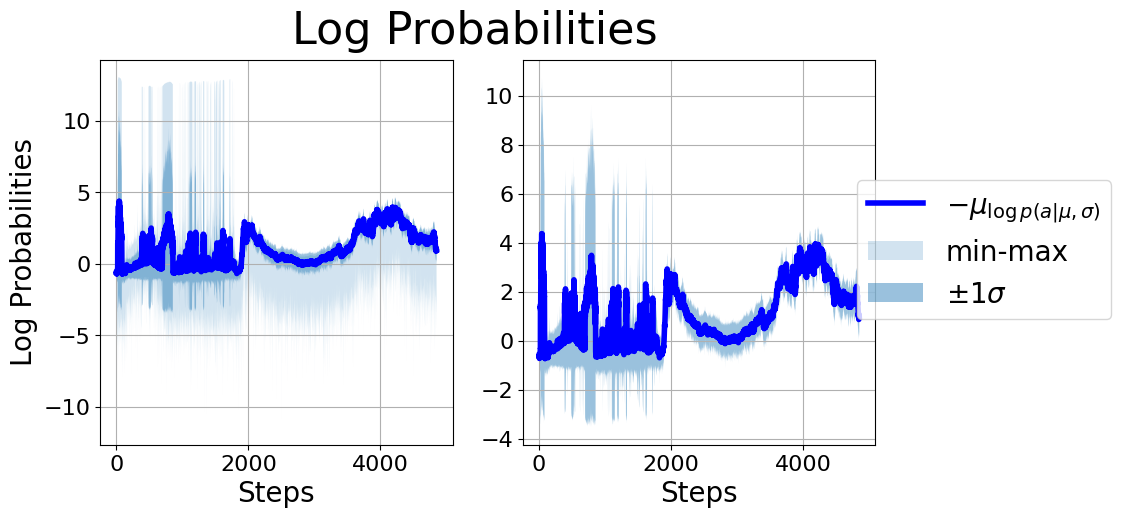 Log Probabilities
Log Probabilities
10
5
0
−5
−10
0 2000 4000
Steps
10
8
6
4
2
0
−2
−4
0 2000 4000
Steps
−μ_{log p(a|μ, σ)}
min-max
±1σ